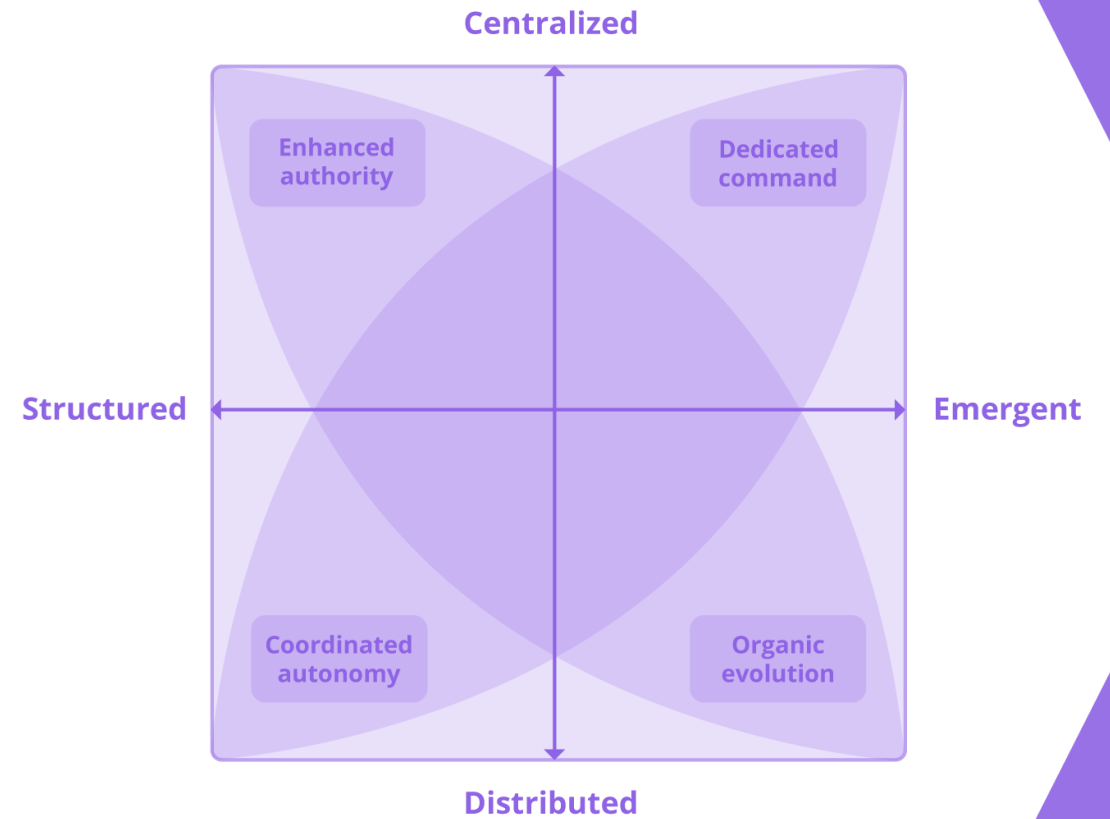 Centralized
Enhanced
authority
Dedicated
command
Structured
Emergent
Coordinated
autonomy
Organic
evolution
Distributed